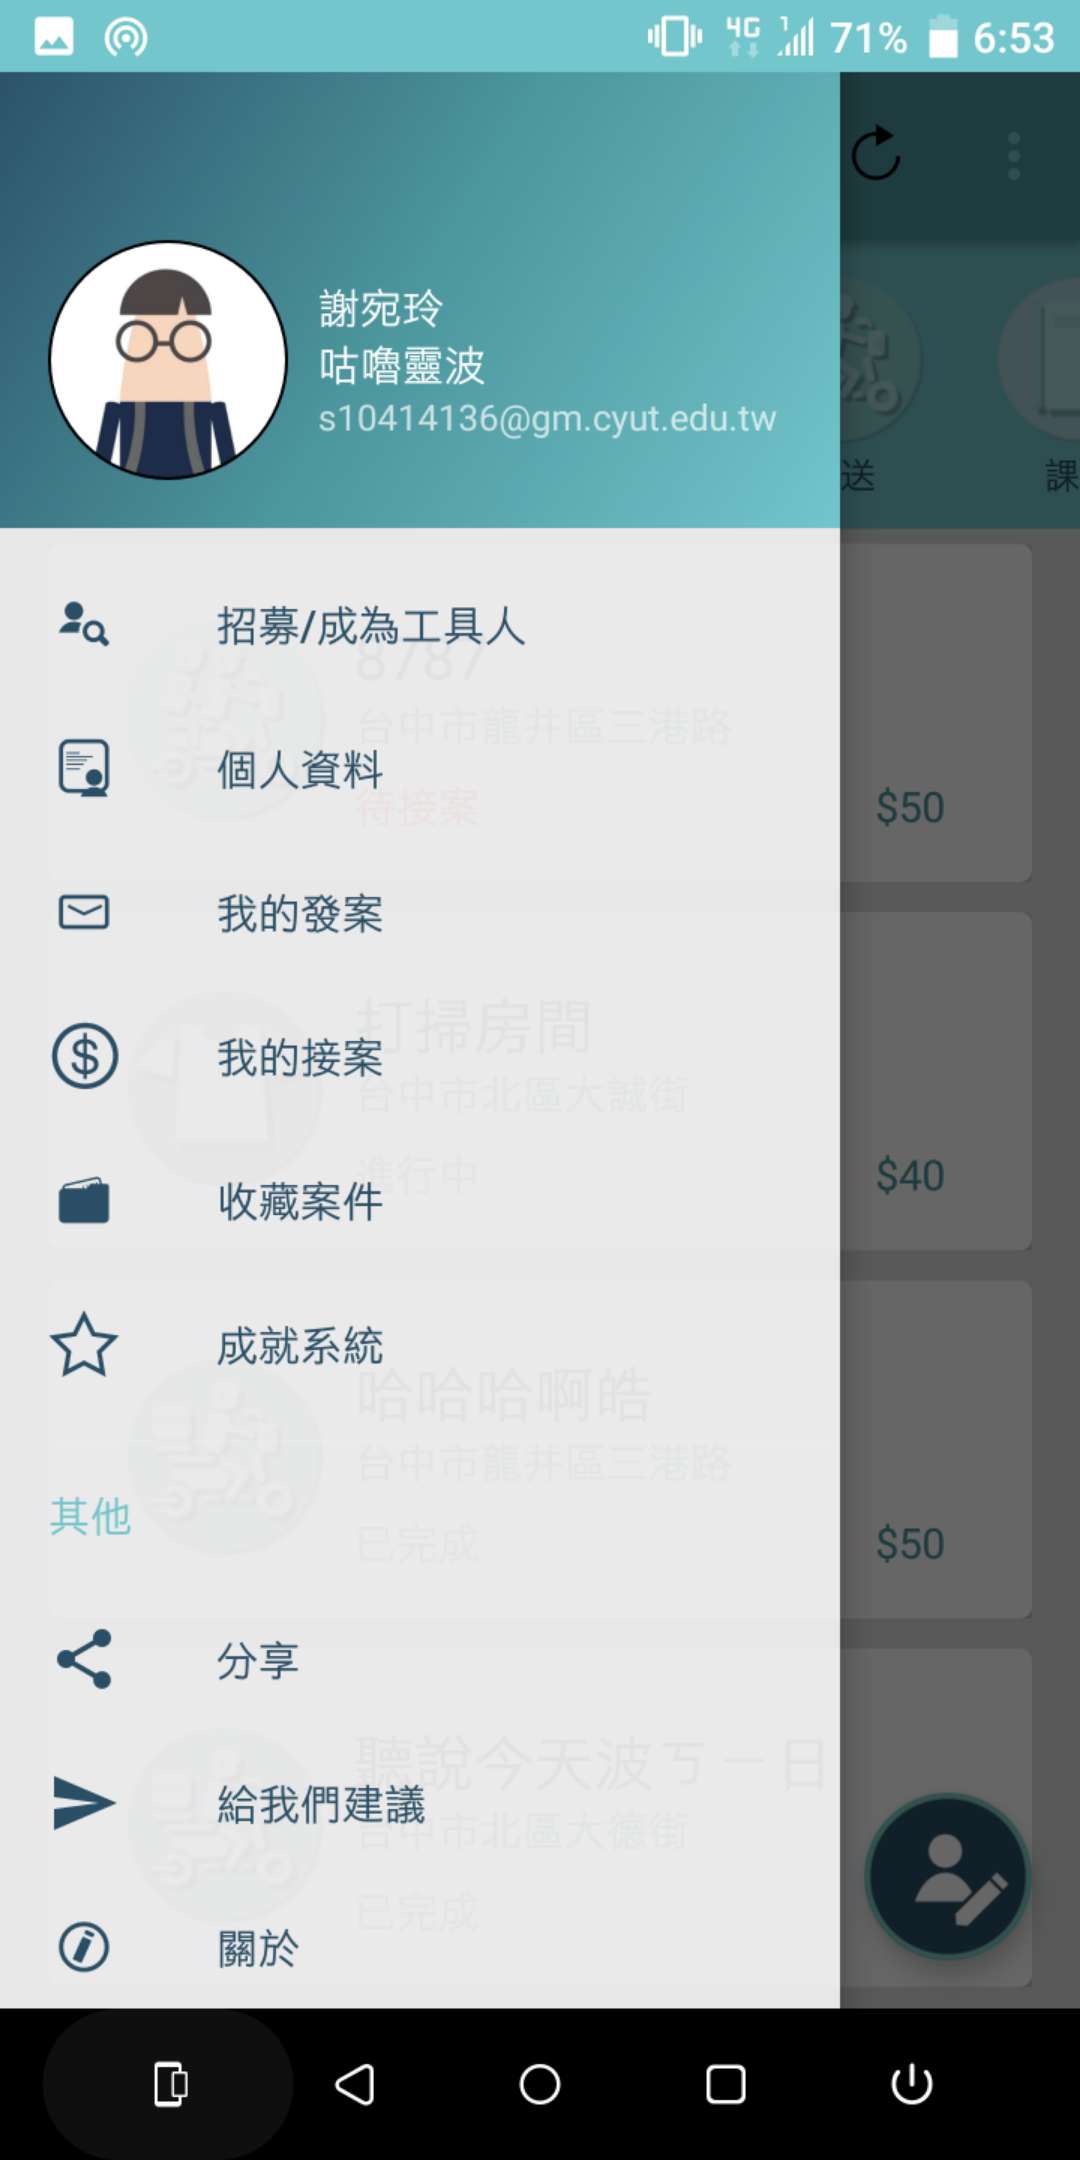 4G 1 71% 6:53
謝宛玲
咕嚕靈波
s10414136@gm.cyut.edu.tw
送
課
招募/成為工具人
8787
台中市龍井區三港路
個人資料
待接案
$50
我的發案
打掃房間
我的接案
台中市北區大誠街
進行中
$40
收藏案件
成就系統
哈哈哈啊皓
台中市龍井區三港路
其他
已完成
$50
分享
聽說今天波ㄎㄧ日
給我們建議
台中市北區大德街
已完成
關於